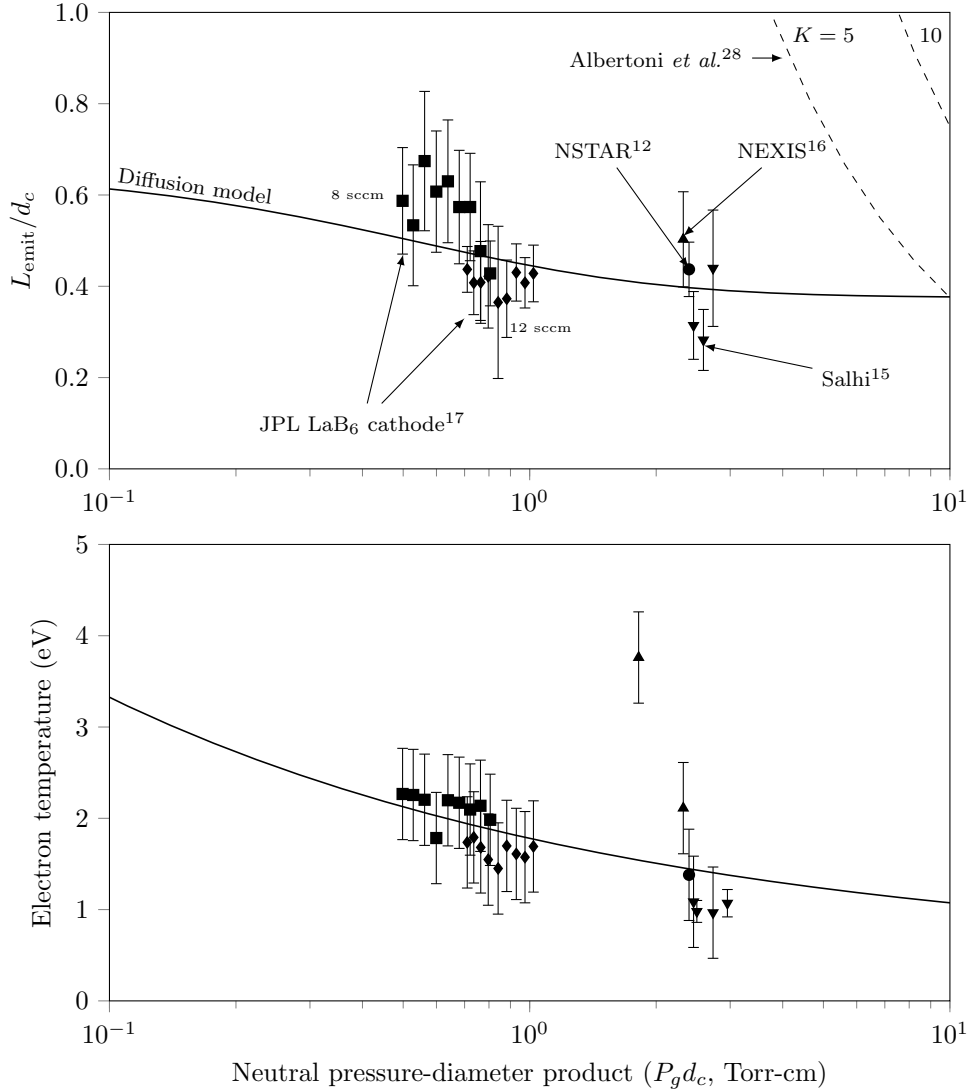 1.0
0.8
0.6
0.4
0.2
0.0
L_emit/d_c
K = 5
10
Albertoni et al.²⁸
NSTAR¹²
NEXIS¹⁶
Diffusion model
8 sccm
12 sccm
Salhi¹⁵
JPL LaB₆ cathode¹⁷
10⁻¹
10⁰
10¹
5
4
3
2
1
0
Electron temperature (eV)
10⁻¹
10⁰
10¹
Neutral pressure-diameter product (P_g d_c, Torr-cm)